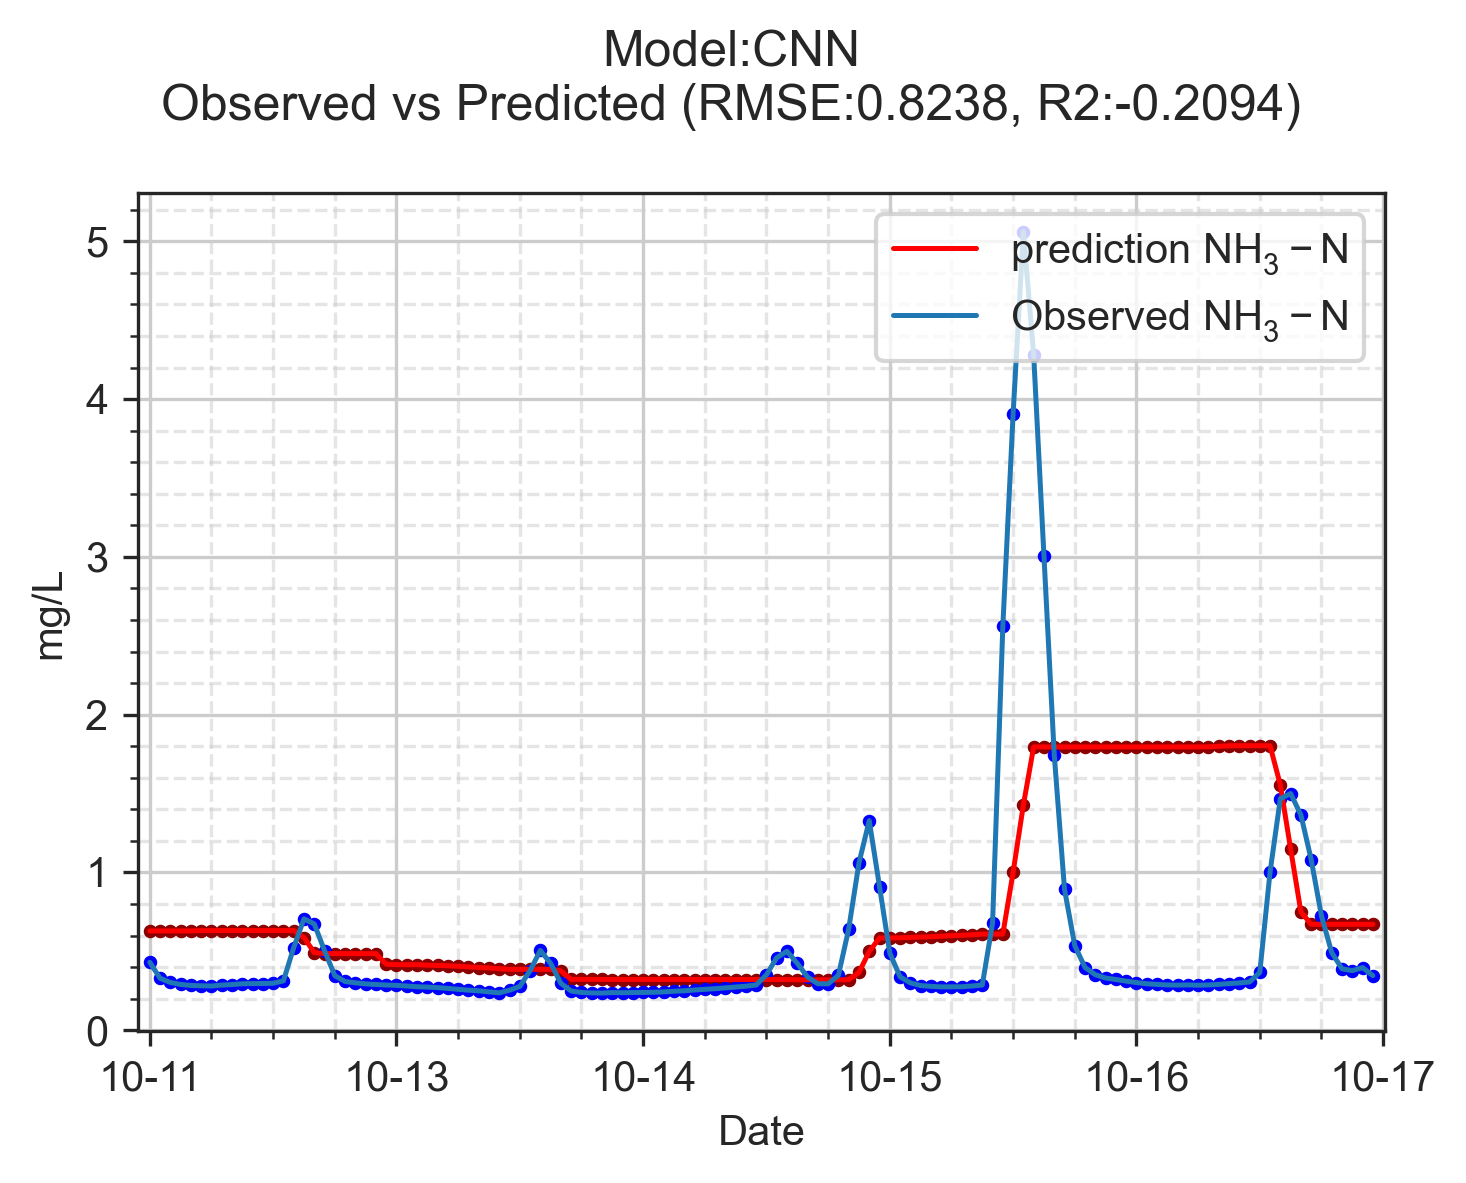 Model:CNN
Observed vs Predicted (RMSE:0.8238, R2:-0.2094)
prediction NH₃ − N
Observed NH₃ − N
5
4
3
2
1
0
mg/L
10-11 10-13 10-14 10-15 10-16 10-17
Date